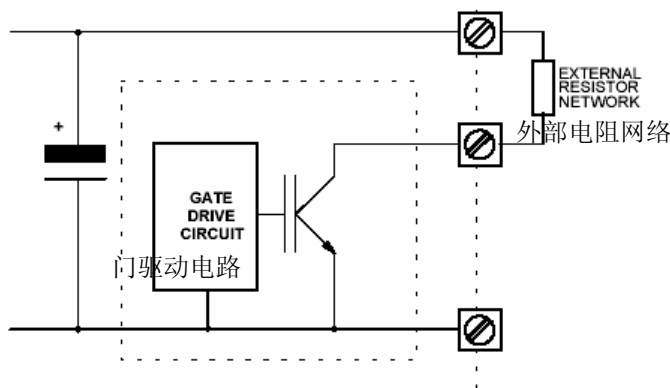 EXTERNAL
RESISTOR
NETWORK
外部电阻网络
+
GATE
DRIVE
CIRCUIT
门驱动电路